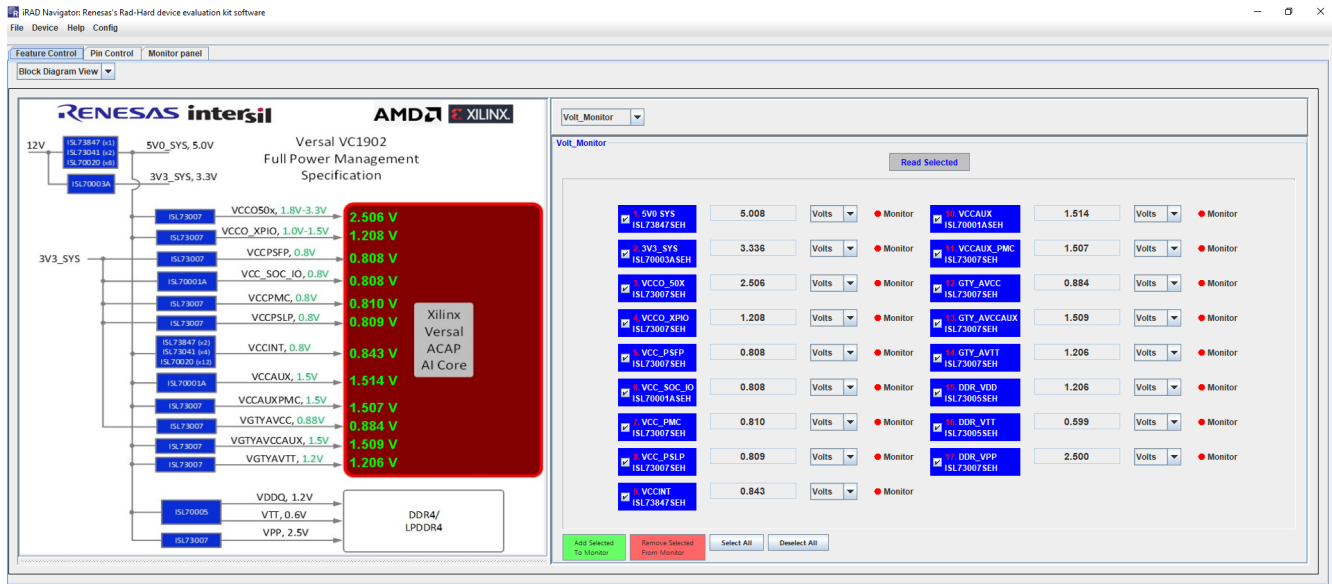 iRAD Navigator: Renesas's Rad-Hard device evaluation kit software
File Device Help Config
Feature Control Pin Control Monitor panel
Block Diagram View
RENESAS intersil
AMD XILINX
Versal VC1902
Full Power Management
Specification
12V
ISL73847 (x1)
ISL73041 (x2)
ISL70020 (x6)
5V0_SYS, 5.0V
ISL70003A
3V3_SYS, 3.3V
3V3_SYS
ISL73007 VCCO50x, 1.8V-3.3V 2.506 V
ISL73007 VCCO_XPIO, 1.0V-1.5V 1.208 V
ISL73007 VCCPSFP, 0.8V 0.808 V
ISL70001A VCC_SOC_IO, 0.8V 0.808 V
ISL73007 VCCPMC, 0.8V 0.810 V
ISL73007 VCCPSLP, 0.8V 0.809 V
ISL73847 (x2)
ISL73041 (x4)
ISL70020 (x12)
VCCINT, 0.8V 0.843 V
ISL70001A VCCAUX, 1.5V 1.514 V
ISL73007 VCCAUXPMC, 1.5V 1.507 V
ISL73007 VGTYAVCC, 0.88V 0.884 V
ISL73007 VGTYAVCCAUX, 1.5V 1.509 V
ISL73007 VGTYAVTT, 1.2V 1.206 V
Xilinx
Versal
ACAP
AI Core
ISL70005
VDDQ, 1.2V
VTT, 0.6V
ISL73007
VPP, 2.5V
DDR4/
LPDDR4
Volt_Monitor
Volt_Monitor
Read Selected
1. 5V0 SYS
ISL73847SEH
5.008 Volts Monitor
2. 3V3_SYS
ISL70003ASEH
3.336 Volts Monitor
3. VCCO_50X
ISL73007SEH
2.506 Volts Monitor
4. VCCO_XPIO
ISL73007SEH
1.208 Volts Monitor
5. VCC_PSFP
ISL73007SEH
0.808 Volts Monitor
6. VCC_SOC_IO
ISL70001ASEH
0.808 Volts Monitor
7. VCC_PMC
ISL73007SEH
0.810 Volts Monitor
8. VCC_PSLP
ISL73007SEH
0.809 Volts Monitor
9. VCCINT
ISL73847SEH
0.843 Volts Monitor
10. VCCAUX
ISL70001ASEH
1.514 Volts Monitor
11. VCCAUX_PMC
ISL73007SEH
1.507 Volts Monitor
12. GTY_AVCC
ISL73007SEH
0.884 Volts Monitor
13. GTY_AVCCAUX
ISL73007SEH
1.509 Volts Monitor
14. GTY_AVTT
ISL73007SEH
1.206 Volts Monitor
15. DDR_VDD
ISL73005SEH
1.206 Volts Monitor
16. DDR_VTT
ISL73005SEH
0.599 Volts Monitor
17. DDR_VPP
ISL73007SEH
2.500 Volts Monitor
Add Selected
To Monitor
Remove Selected
From Monitor
Select All Deselect All